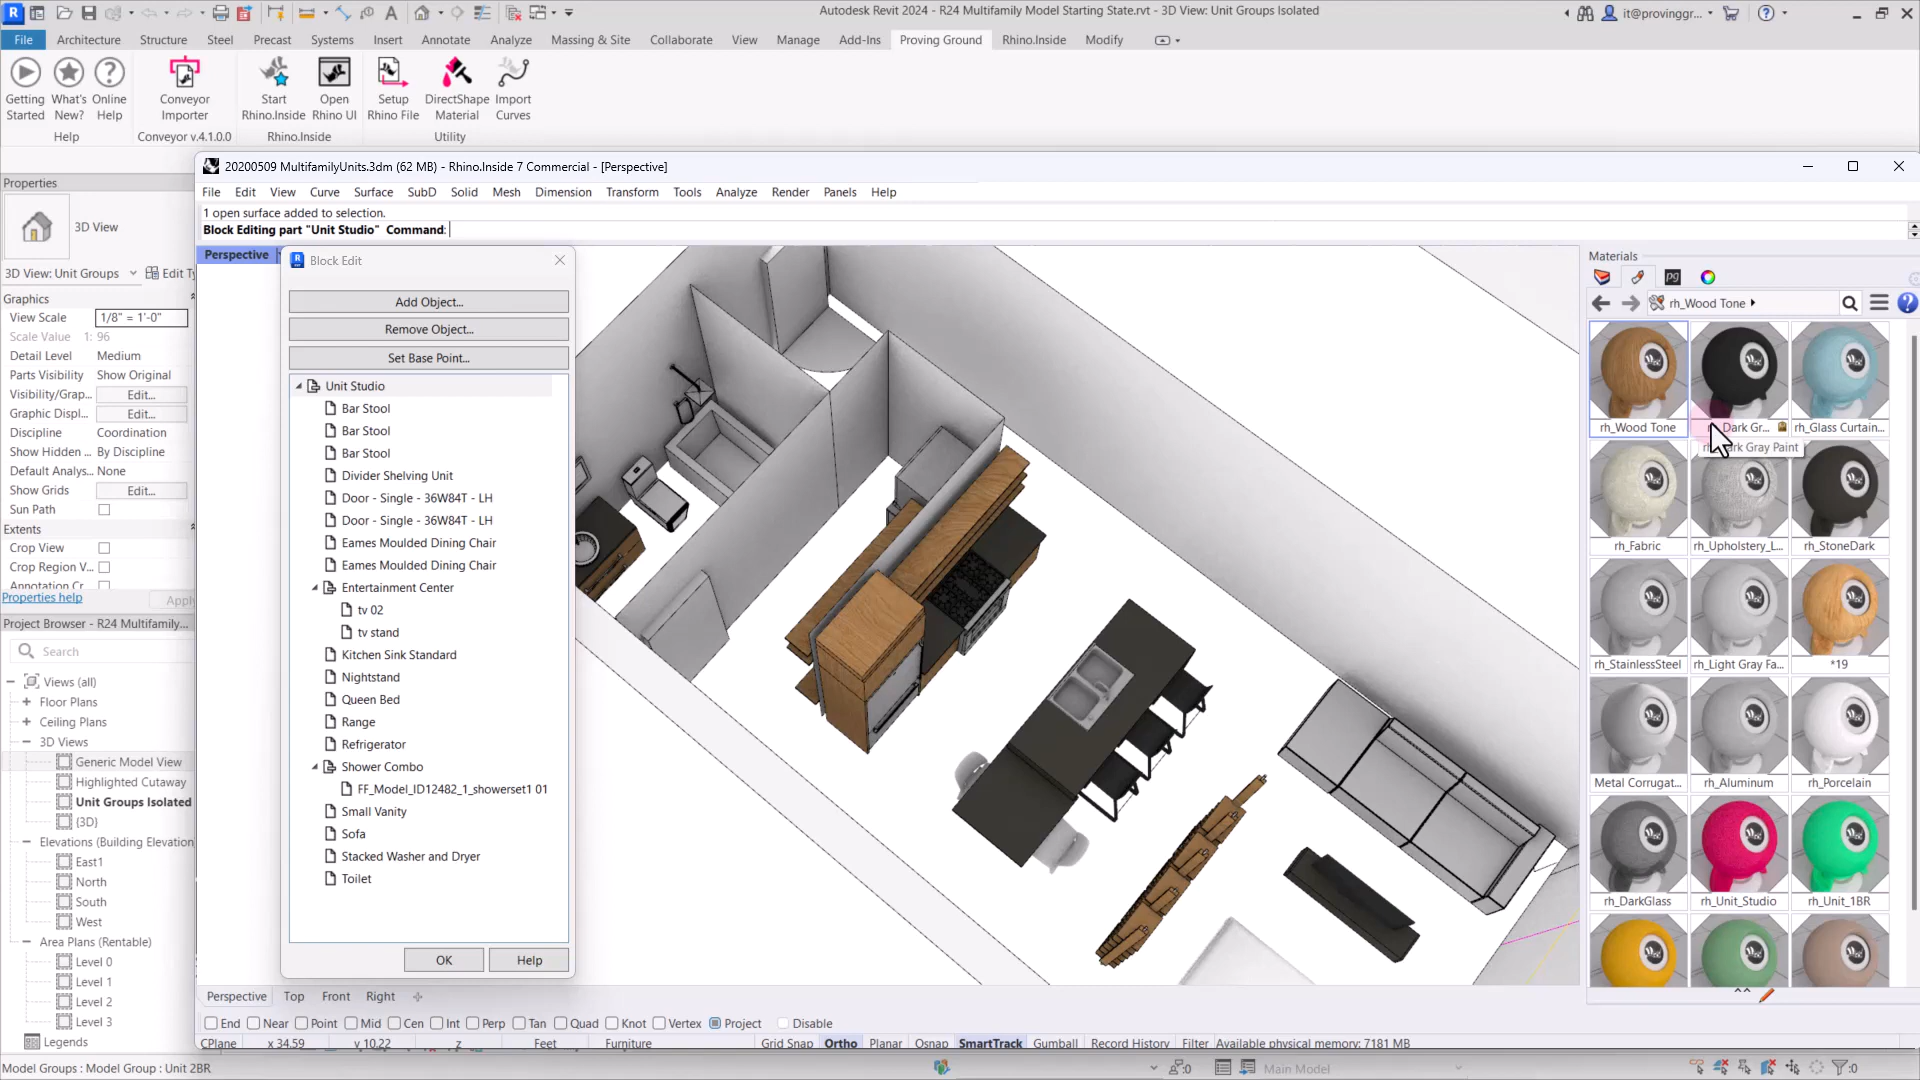 Autodesk Revit 2024 - R24 Multifamily Model Starting State.rvt - 3D View: Unit Groups Isolated
it@provinggr...
File Architecture Structure Steel Precast Systems Insert Annotate Analyze Massing & Site Collaborate View Manage Add-Ins Proving Ground Rhino.Inside Modify
Getting Started
What's New?
Online Help
Conveyor Importer
Start Rhino.Inside
Open Rhino UI
Setup Rhino File
DirectShape Material
Import Curves
Help Conveyor v.4.1.0.0 Rhino.Inside Utility
20200509 MultifamilyUnits.3dm (62 MB) - Rhino.Inside 7 Commercial - [Perspective]
File Edit View Curve Surface SubD Solid Mesh Dimension Transform Tools Analyze Render Panels Help
1 open surface added to selection.
Block Editing part "Unit Studio" Command:
Properties
3D View
3D View: Unit Groups Edit Ty
Graphics
View Scale 1/8" = 1'-0"
Scale Value 1: 96
Detail Level Medium
Parts Visibility Show Original
Visibility/Grap... Edit...
Graphic Displ... Edit...
Discipline Coordination
Show Hidden ... By Discipline
Default Analys... None
Show Grids Edit...
Sun Path
Extents
Crop View
Crop Region V...
Annotation Cr
Properties help Apply
Project Browser - R24 Multifamily...
Search
Views (all)
Floor Plans
Ceiling Plans
3D Views
Generic Model View
Highlighted Cutaway
Unit Groups Isolated
{3D}
Elevations (Building Elevation
East1
North
South
West
Area Plans (Rentable)
Level 0
Level 1
Level 2
Level 3
Legends
Perspective
Block Edit
Add Object...
Remove Object...
Set Base Point...
Unit Studio
Bar Stool
Bar Stool
Bar Stool
Divider Shelving Unit
Door - Single - 36W84T - LH
Door - Single - 36W84T - LH
Eames Moulded Dining Chair
Eames Moulded Dining Chair
Entertainment Center
tv 02
tv stand
Kitchen Sink Standard
Nightstand
Queen Bed
Range
Refrigerator
Shower Combo
FF_Model_ID12482_1_showerset1 01
Small Vanity
Sofa
Stacked Washer and Dryer
Toilet
OK Help
Materials
pg
rh_Wood Tone
rh_Wood Tone Dark Gr... rh_Glass Curtain...
Gray Paint
rh_Fabric rh_Upholstery_L... rh_StoneDark
rh_StainlessSteel rh_Light Gray Fa... *19
Metal Corrugat... rh_Aluminum rh_Porcelain
rh_DarkGlass rh_Unit_Studio rh_Unit_1BR
Perspective Top Front Right
End Near Point Mid Cen Int Perp Tan Quad Knot Vertex Project Disable
CPlane x 34.59 y 10.22 z Feet Furniture Grid Snap Ortho Planar Osnap SmartTrack Gumball Record History Filter Available physical memory: 7181 MB
Model Groups : Model Group : Unit 2BR :0 Main Model :0